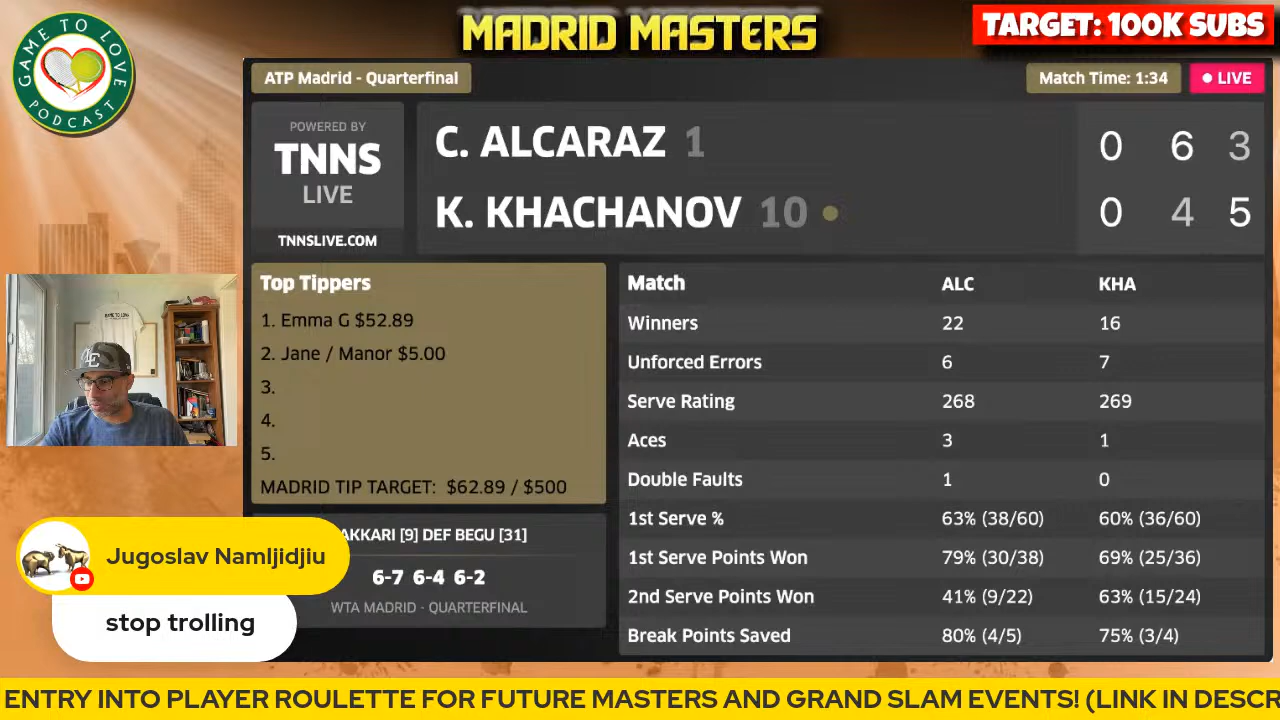 GAME TO LOVE
PODCAST
MADRID MASTERS
TARGET: 100K SUBS
ATP Madrid - Quarterfinal
Match Time: 1:34
LIVE
POWERED BY
TNNS
LIVE
TNNSLIVE.COM
C. ALCARAZ 1 0 6 3
K. KHACHANOV 10 0 4 5
Top Tippers
1. Emma G $52.89
2. Jane / Manor $5.00
3.
4.
5.
MADRID TIP TARGET: $62.89 / $500
AKKARI [9] DEF BEGU [31]
6-7 6-4 6-2
WTA MADRID - QUARTERFINAL
Match ALC KHA
Winners 22 16
Unforced Errors 6 7
Serve Rating 268 269
Aces 3 1
Double Faults 1 0
1st Serve % 63% (38/60) 60% (36/60)
1st Serve Points Won 79% (30/38) 69% (25/36)
2nd Serve Points Won 41% (9/22) 63% (15/24)
Break Points Saved 80% (4/5) 75% (3/4)
Jugoslav Namljidjiu
stop trolling
ENTRY INTO PLAYER ROULETTE FOR FUTURE MASTERS AND GRAND SLAM EVENTS! (LINK IN DESCR